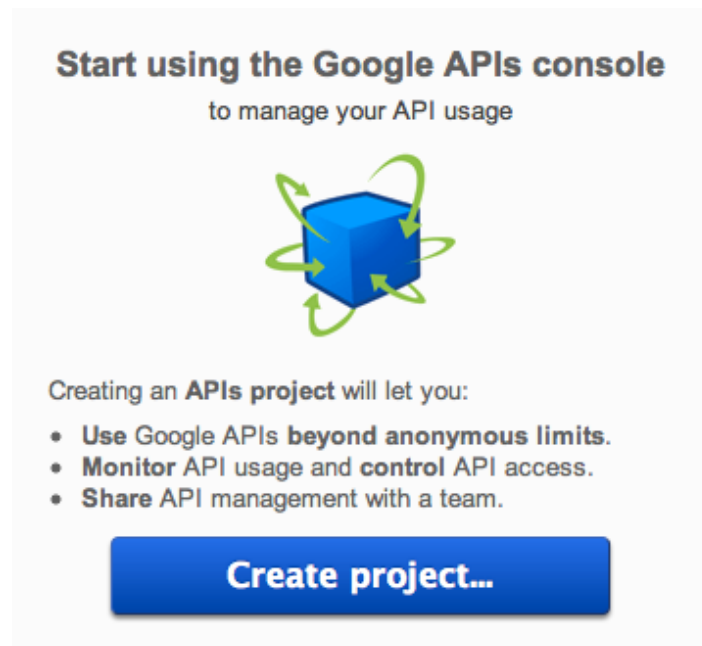 Start using the Google APIs console
to manage your API usage
Creating an APIs project will let you:
• Use Google APIs beyond anonymous limits.
• Monitor API usage and control API access.
• Share API management with a team.
Create project...